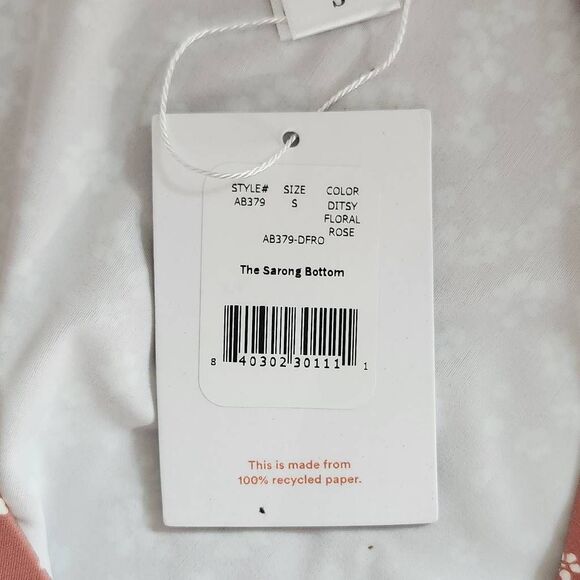 S
STYLE# SIZE COLOR
AB379 S DITSY
FLORAL
ROSE
AB379-DFRO
The Sarong Bottom
8 40302 30111 1
This is made from
100% recycled paper.